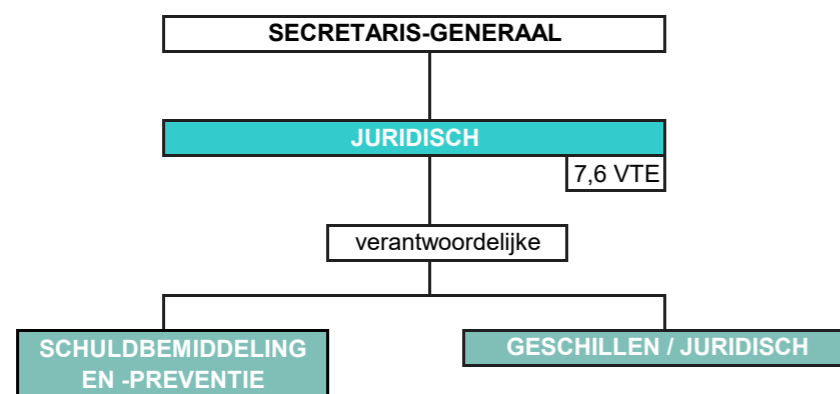 SECRETARIS-GENERAAL
JURIDISCH
7,6 VTE
verantwoordelijke
SCHULDBEMIDDELING
EN -PREVENTIE
GESCHILLEN / JURIDISCH